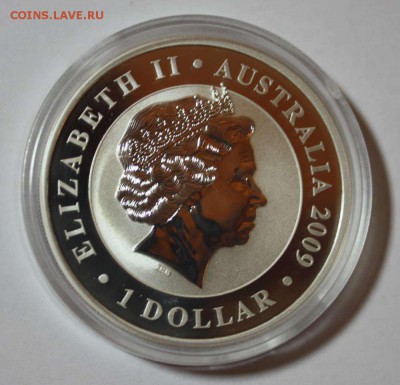 COINS.LAVE.RU
ELIZABETH II • AUSTRALIA 2009
• 1 DOLLAR •